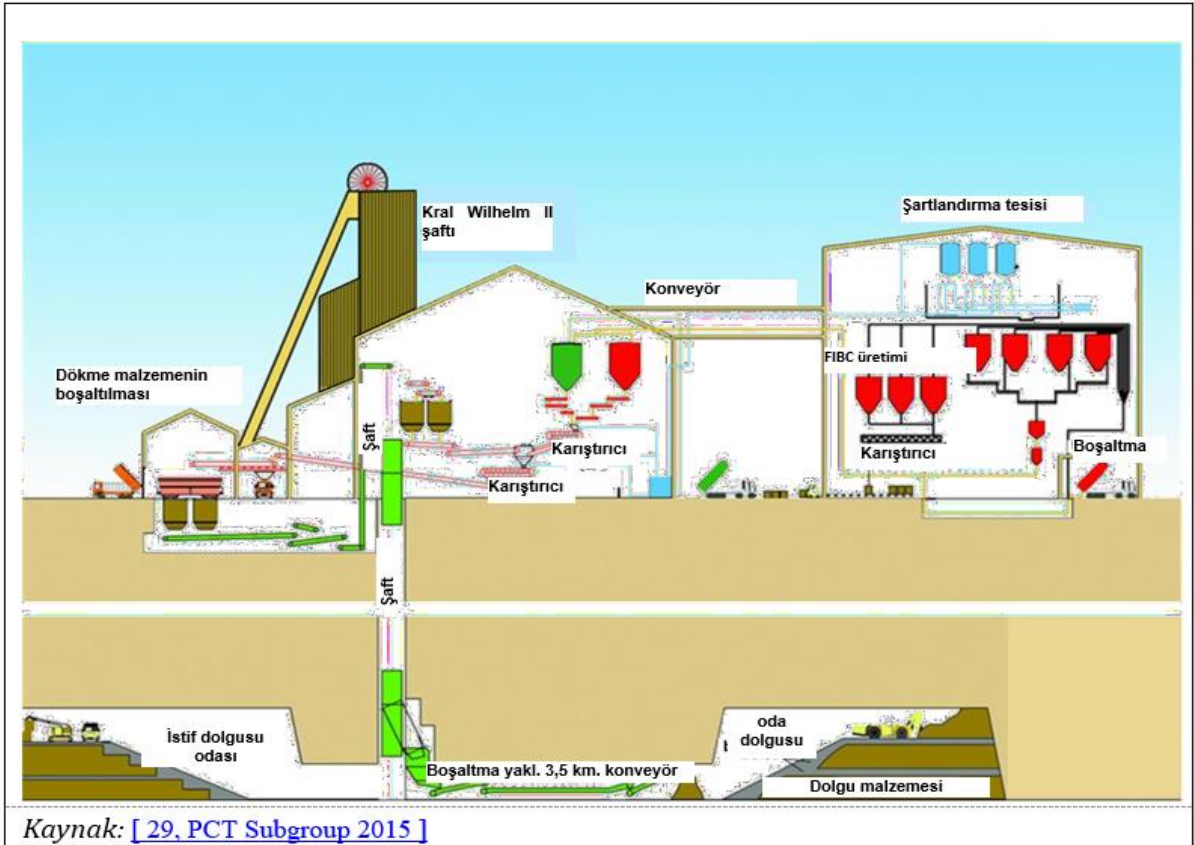 Kral Wilhelm II
şaftı
Şartlandırma tesisi
Konveyör
Dökme malzemenin
boşaltılması
FIBC üretimi
Şaft
Karıştırıcı
Karıştırıcı
Karıştırıcı
Boşaltma
Şaft
İstif dolgusu
odası
oda
dolgusu
Boşaltma yakl. 3,5 km. konveyör
Dolgu malzemesi
Kaynak: [ 29, PCT Subgroup 2015 ]